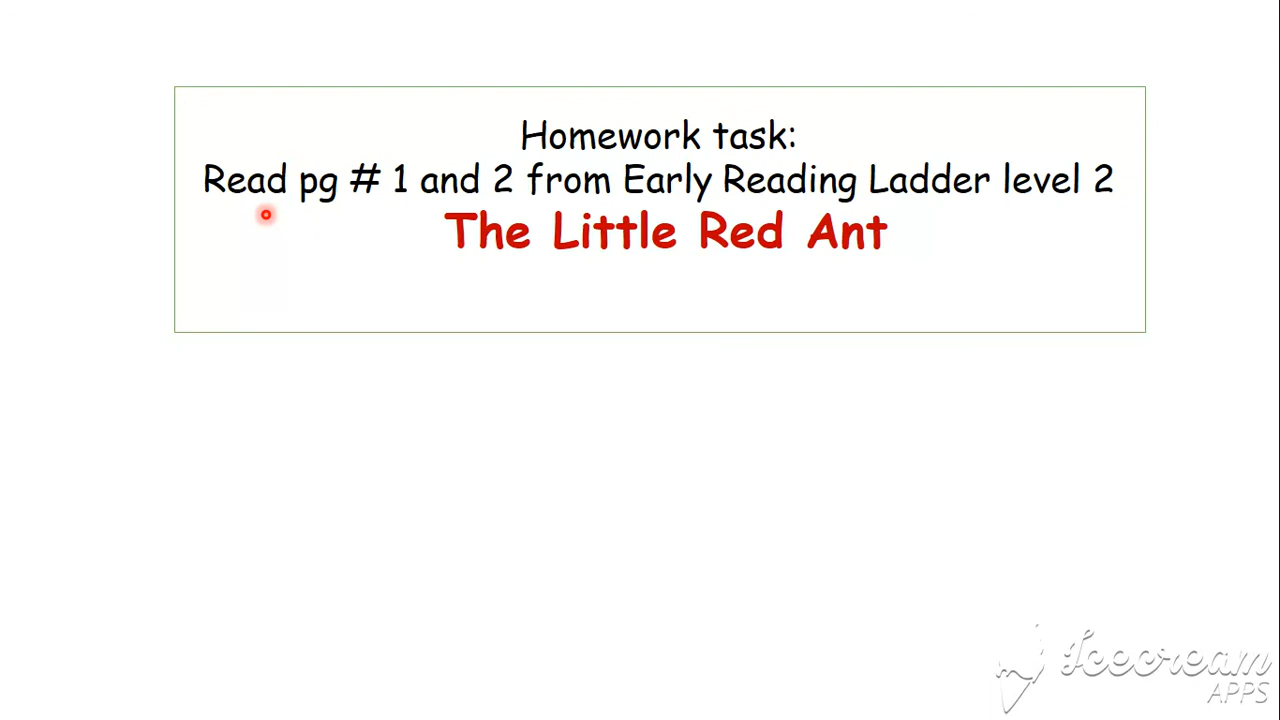 Homework task:
Read pg # 1 and 2 from Early Reading Ladder level 2
The Little Red Ant
Icecream
APPS